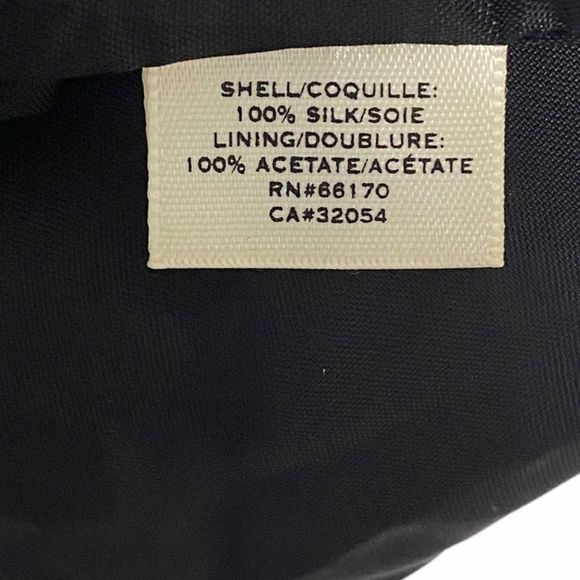 SHELL/COQUILLE:
100% SILK/SOIE
LINING/DOUBLURE:
100% ACETATE/ACÉTATE
RN#66170
CA#32054